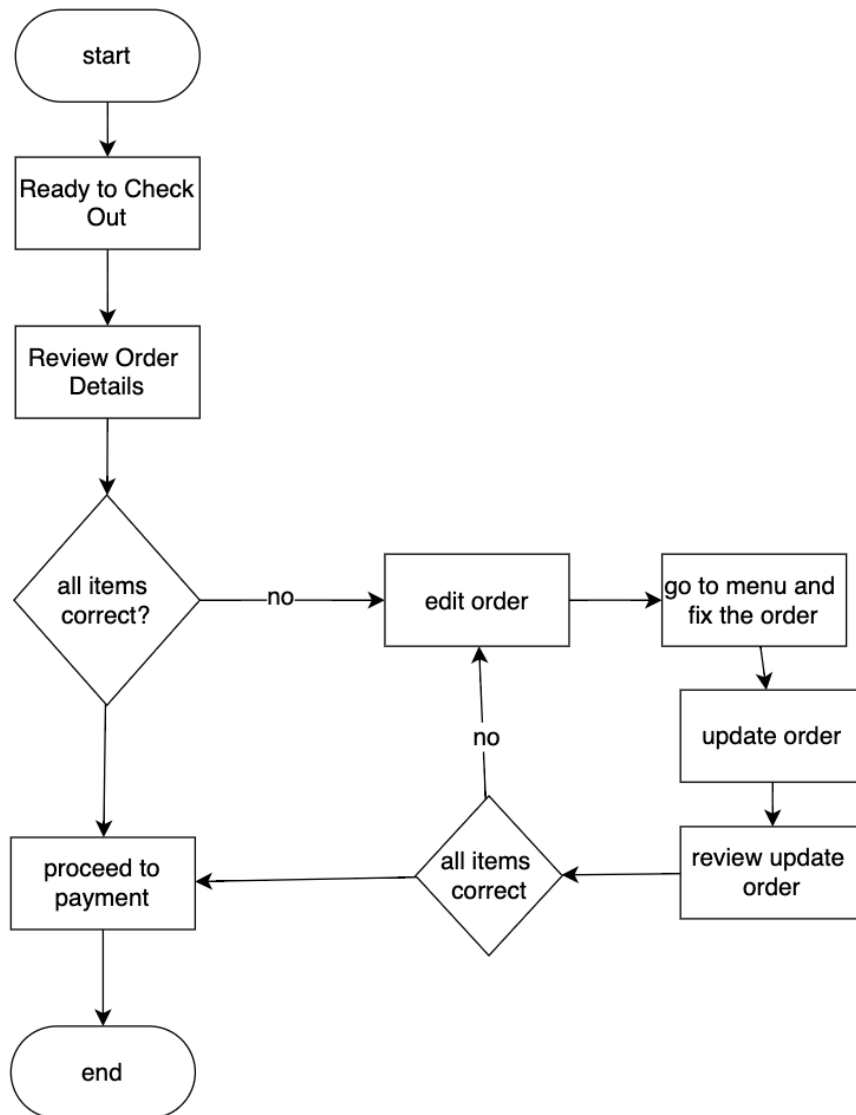 start
Ready to Check
Out
Review Order
Details
all items
correct?
no
edit order
go to menu and
fix the order
update order
review update
order
all items
correct
no
proceed to
payment
end